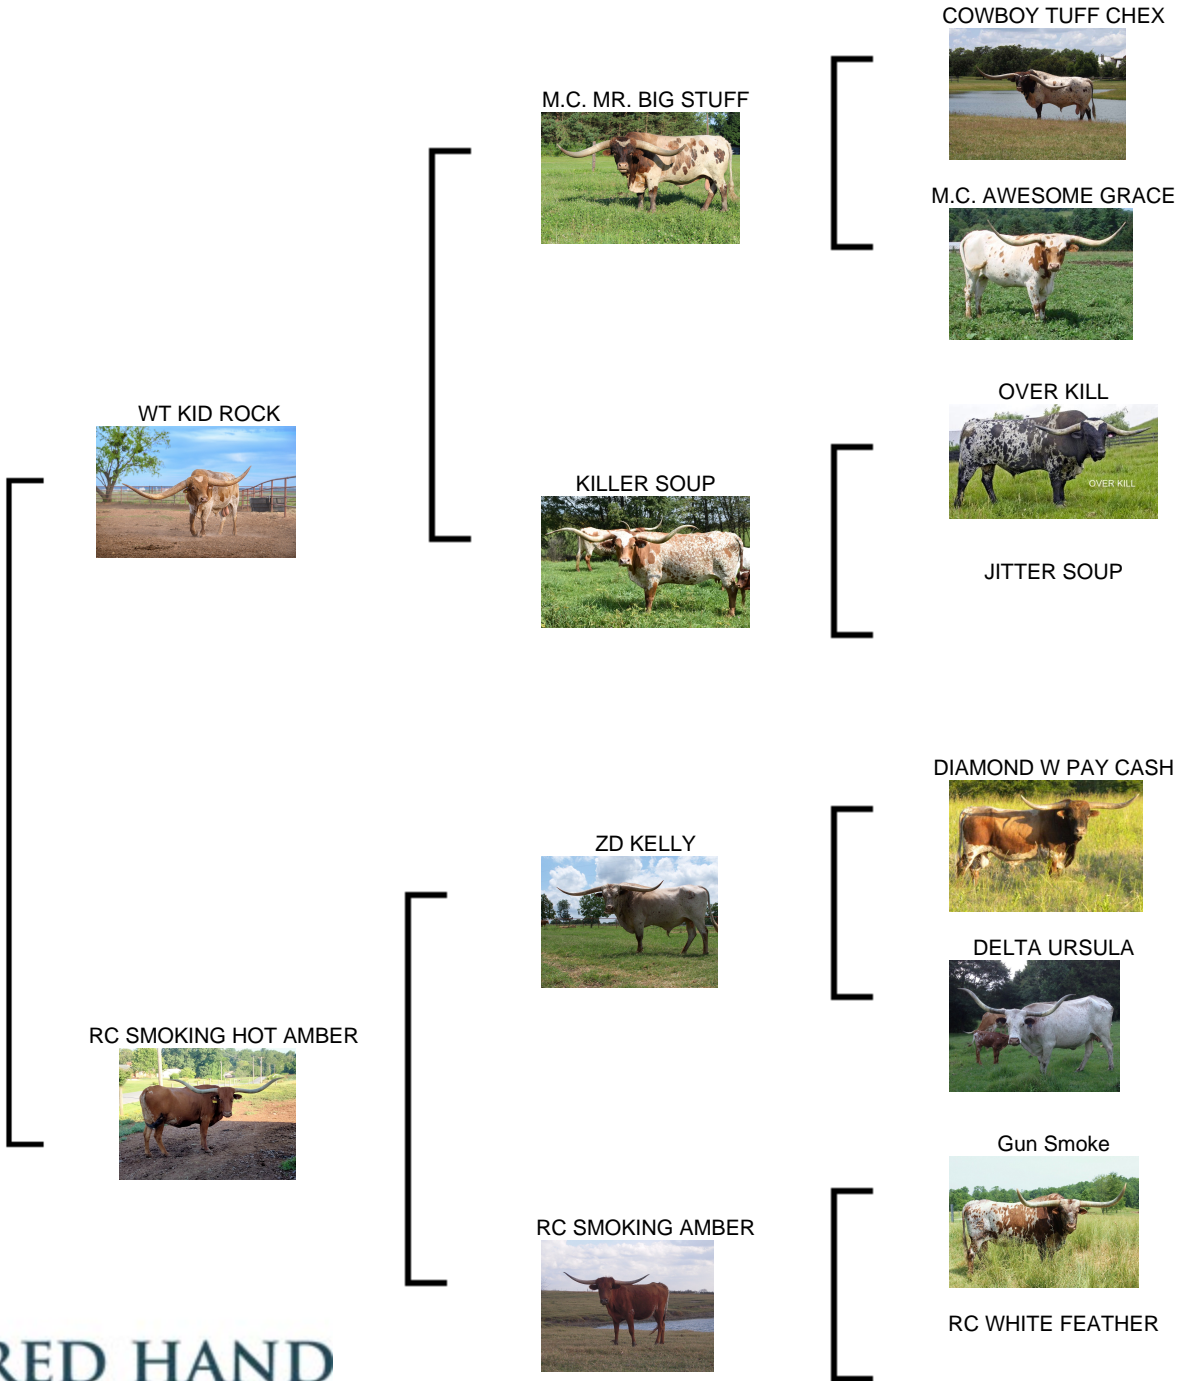 COWBOY TUFF CHEX
M.C. MR. BIG STUFF
M.C. AWESOME GRACE
OVER KILL
WT KID ROCK
OVER KILL
KILLER SOUP
JITTER SOUP
DIAMOND W PAY CASH
ZD KELLY
DELTA URSULA
RC SMOKING HOT AMBER
Gun Smoke
RC SMOKING AMBER
RC WHITE FEATHER
RED HAND